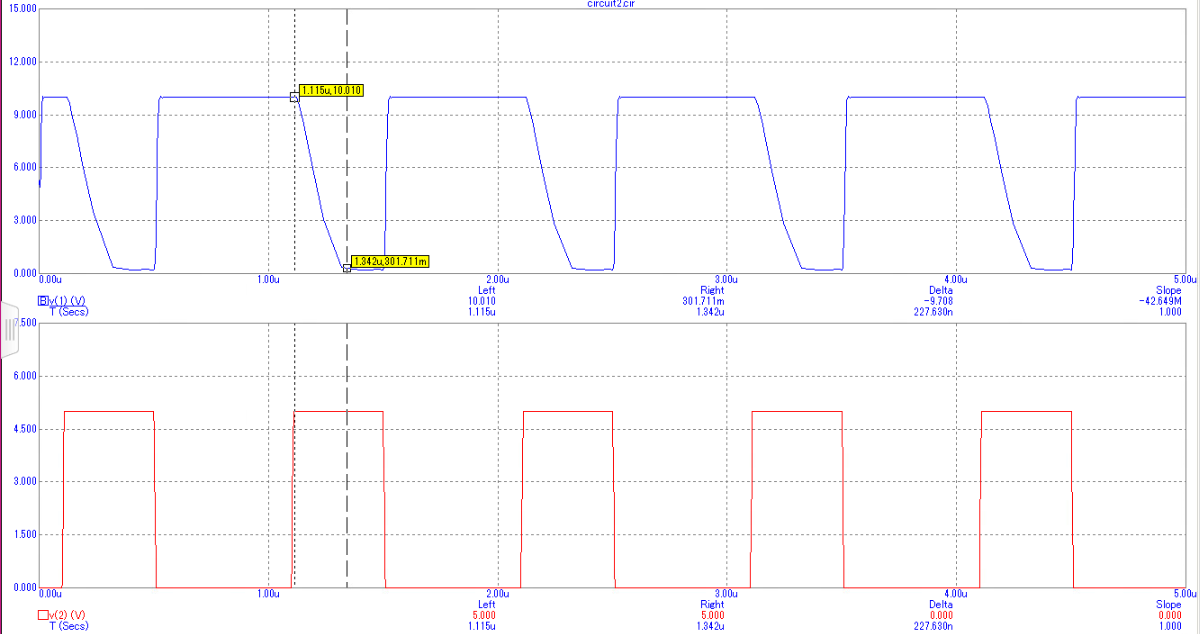 circuit2.cir
15.000
12.000
9.000
6.000
3.000
0.000
1.115u,10.010
1.342u,301.711m
0.00u 1.00u 2.00u 3.00u 4.00u 5.00u
Left Right Delta Slope
B v(1) (V) 10.010 301.711m -9.708 -42.649M
T (Secs) 1.115u 1.342u 227.630n 1.000
7.500
6.000
4.500
3.000
1.500
0.000
0.00u 1.00u 2.00u 3.00u 4.00u 5.00u
Left Right Delta Slope
v(2) (V) 5.000 5.000 0.000 0.000
T (Secs) 1.115u 1.342u 227.630n 1.000